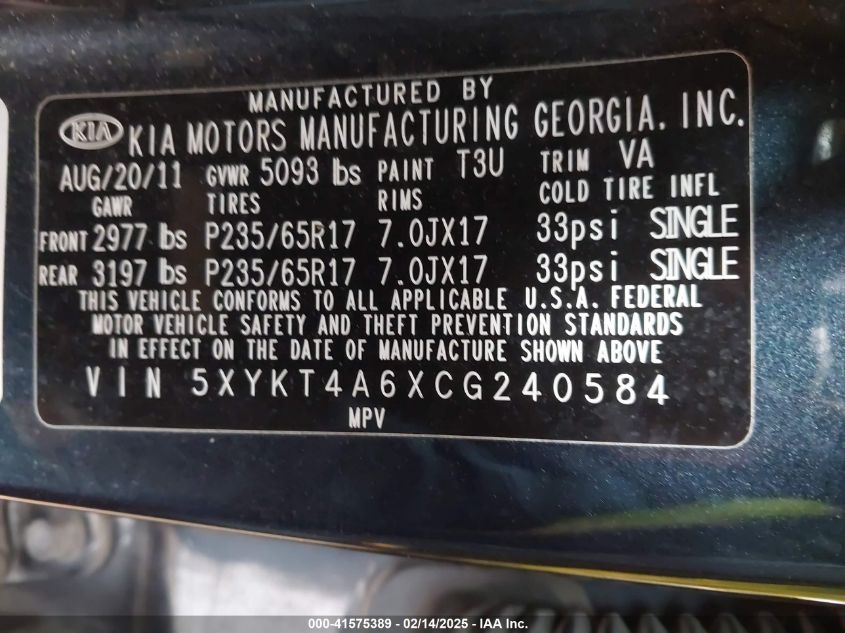 MANUFACTURED BY
KIA KIA MOTORS MANUFACTURING GEORGIA, INC.
AUG/20/11 GVWR 5093 lbs PAINT T3U TRIM VA
GAWR TIRES RIMS COLD TIRE INFL
FRONT 2977 lbs P235/65R17 7.0JX17 33psi SINGLE
REAR 3197 lbs P235/65R17 7.0JX17 33psi SINGLE
THIS VEHICLE CONFORMS TO ALL APPLICABLE U.S.A. FEDERAL
MOTOR VEHICLE SAFETY AND THEFT PREVENTION STANDARDS
IN EFFECT ON THE DATE OF MANUFACTURE SHOWN ABOVE
VIN 5XYKT4A6XCG240584
MPV
000-41575389 - 02/14/2025 - IAA Inc.